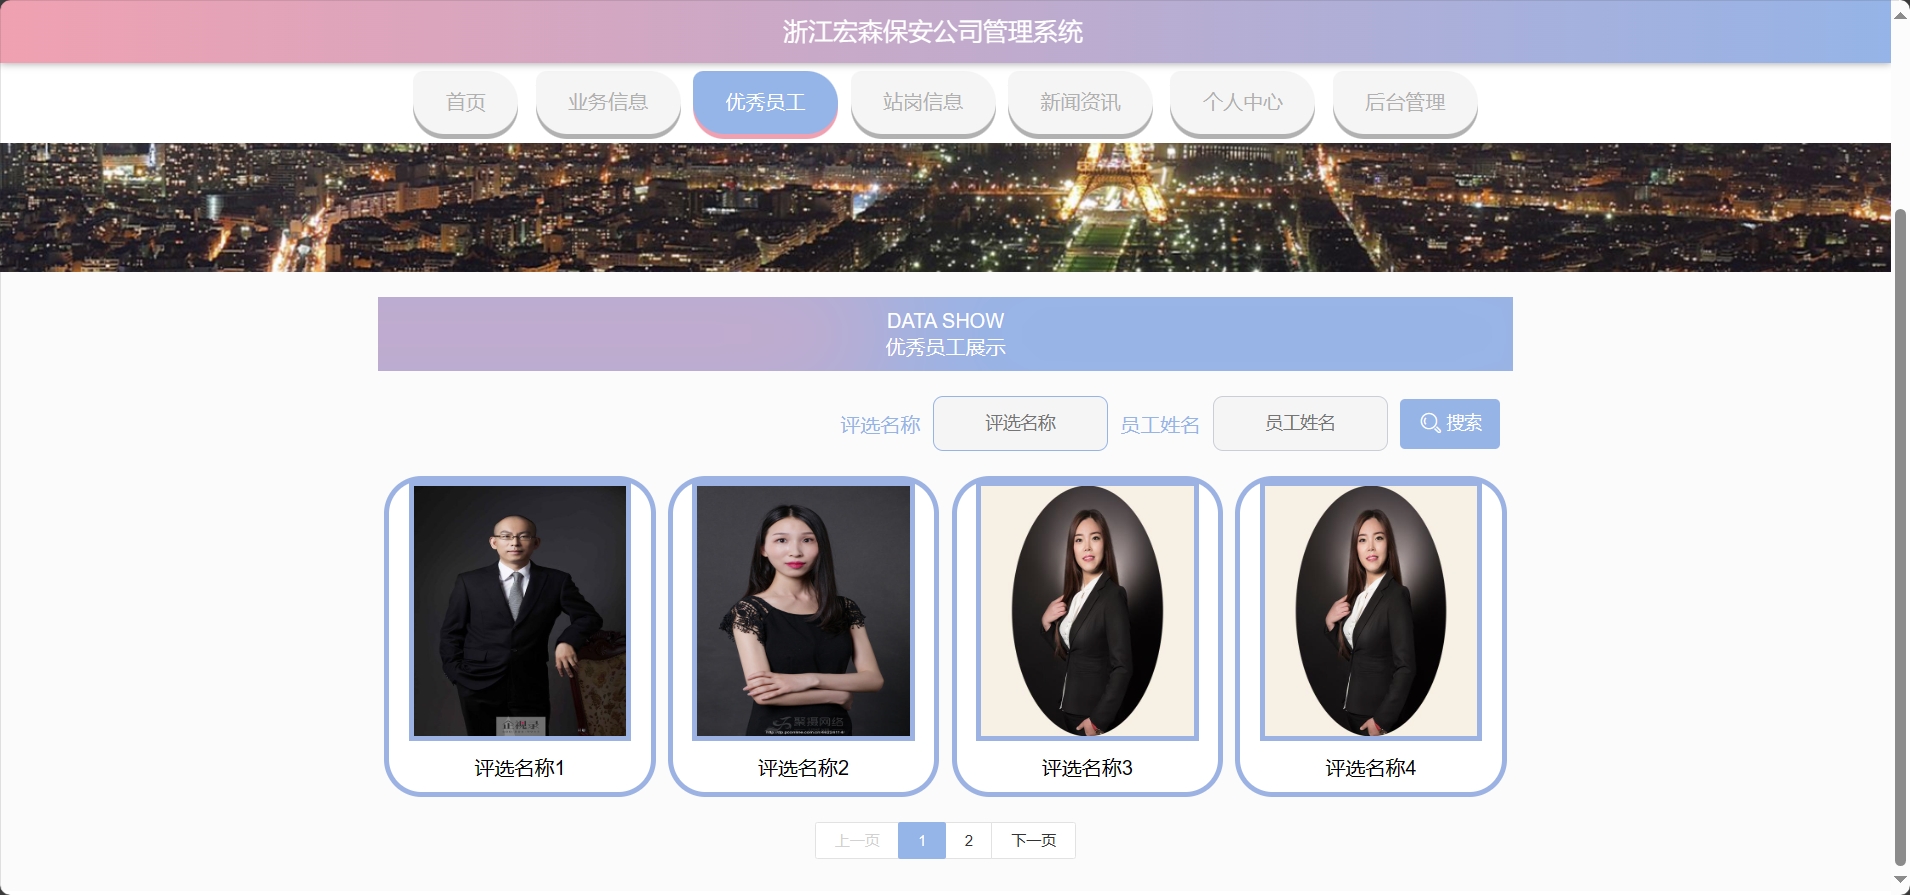 浙江宏森保安公司管理系统
首页 业务信息 优秀员工 站岗信息 新闻资讯 个人中心 后台管理
DATA SHOW
优秀员工展示
评选名称 评选名称 员工姓名 员工姓名 搜索
聚摄网络
评选名称1 评选名称2 评选名称3 评选名称4
上一页 1 2 下一页